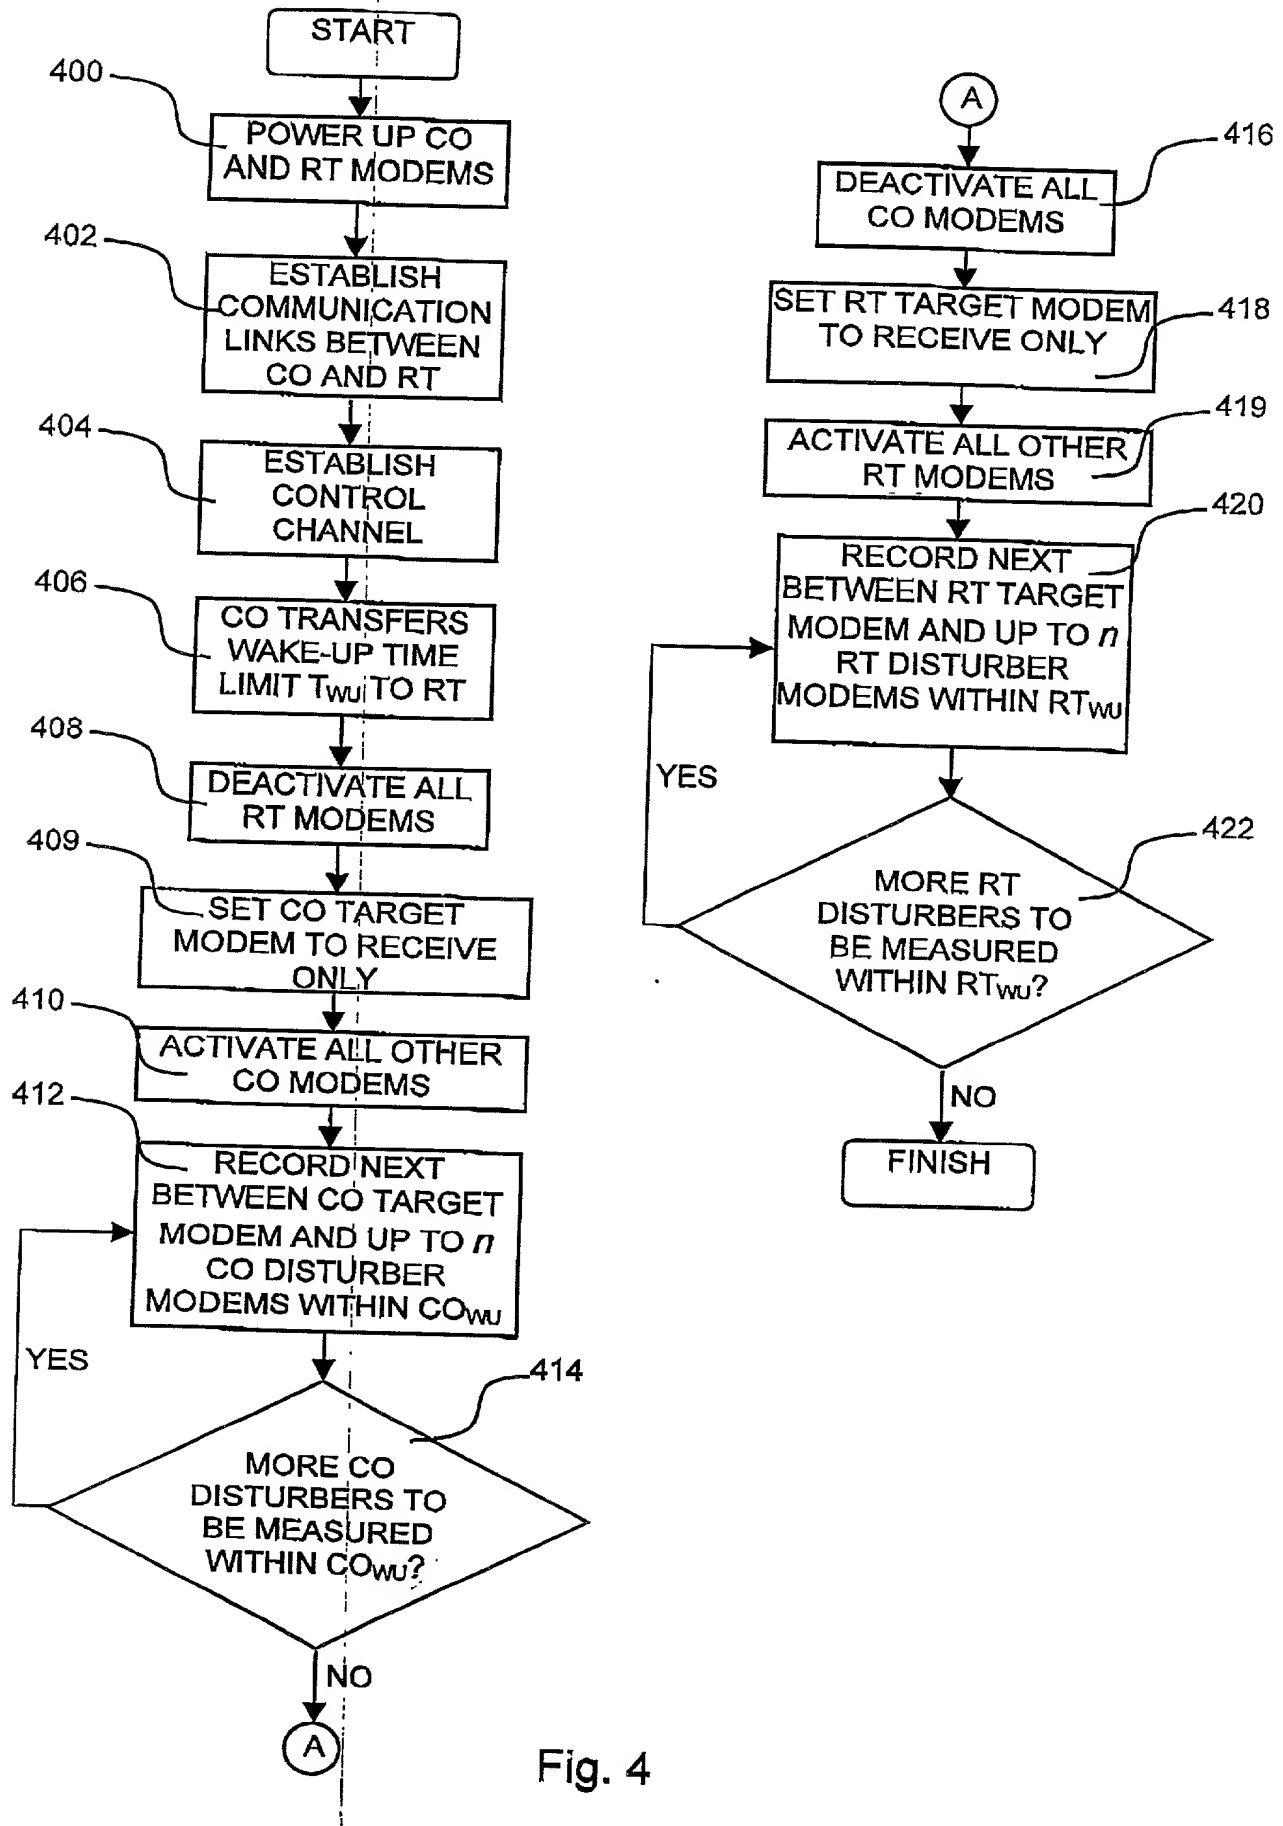 START
400
POWER UP CO
AND RT MODEMS
402
ESTABLISH
COMMUNICATION
LINKS BETWEEN
CO AND RT
404
ESTABLISH
CONTROL
CHANNEL
406
CO TRANSFERS
WAKE-UP TIME
LIMIT TWU TO RT
408
DEACTIVATE ALL
RT MODEMS
409
SET CO TARGET
MODEM TO RECEIVE
ONLY
410
ACTIVATE ALL OTHER
CO MODEMS
412
RECORD NEXT
BETWEEN CO TARGET
MODEM AND UP TO n
CO DISTURBER
MODEMS WITHIN COWU
YES
414
MORE CO
DISTURBERS TO
BE MEASURED
WITHIN COWU?
NO
A
A
416
DEACTIVATE ALL
CO MODEMS
418
SET RT TARGET MODEM
TO RECEIVE ONLY
419
ACTIVATE ALL OTHER
RT MODEMS
420
RECORD NEXT
BETWEEN RT TARGET
MODEM AND UP TO n
RT DISTURBER
MODEMS WITHIN RTWU
YES
422
MORE RT
DISTURBERS TO
BE MEASURED
WITHIN RTWU?
NO
FINISH
Fig. 4